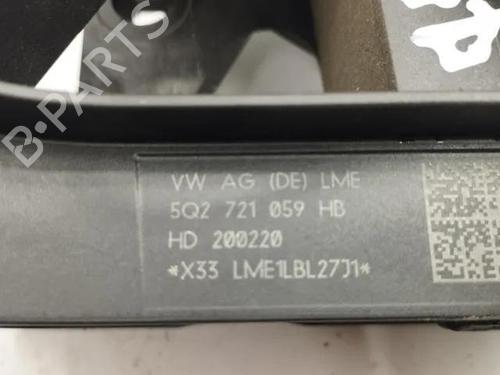 B-PARTS
VW AG (DE) LME
5Q2 721 059 HB
HD 200220
*X33 LME1LBL27J1*